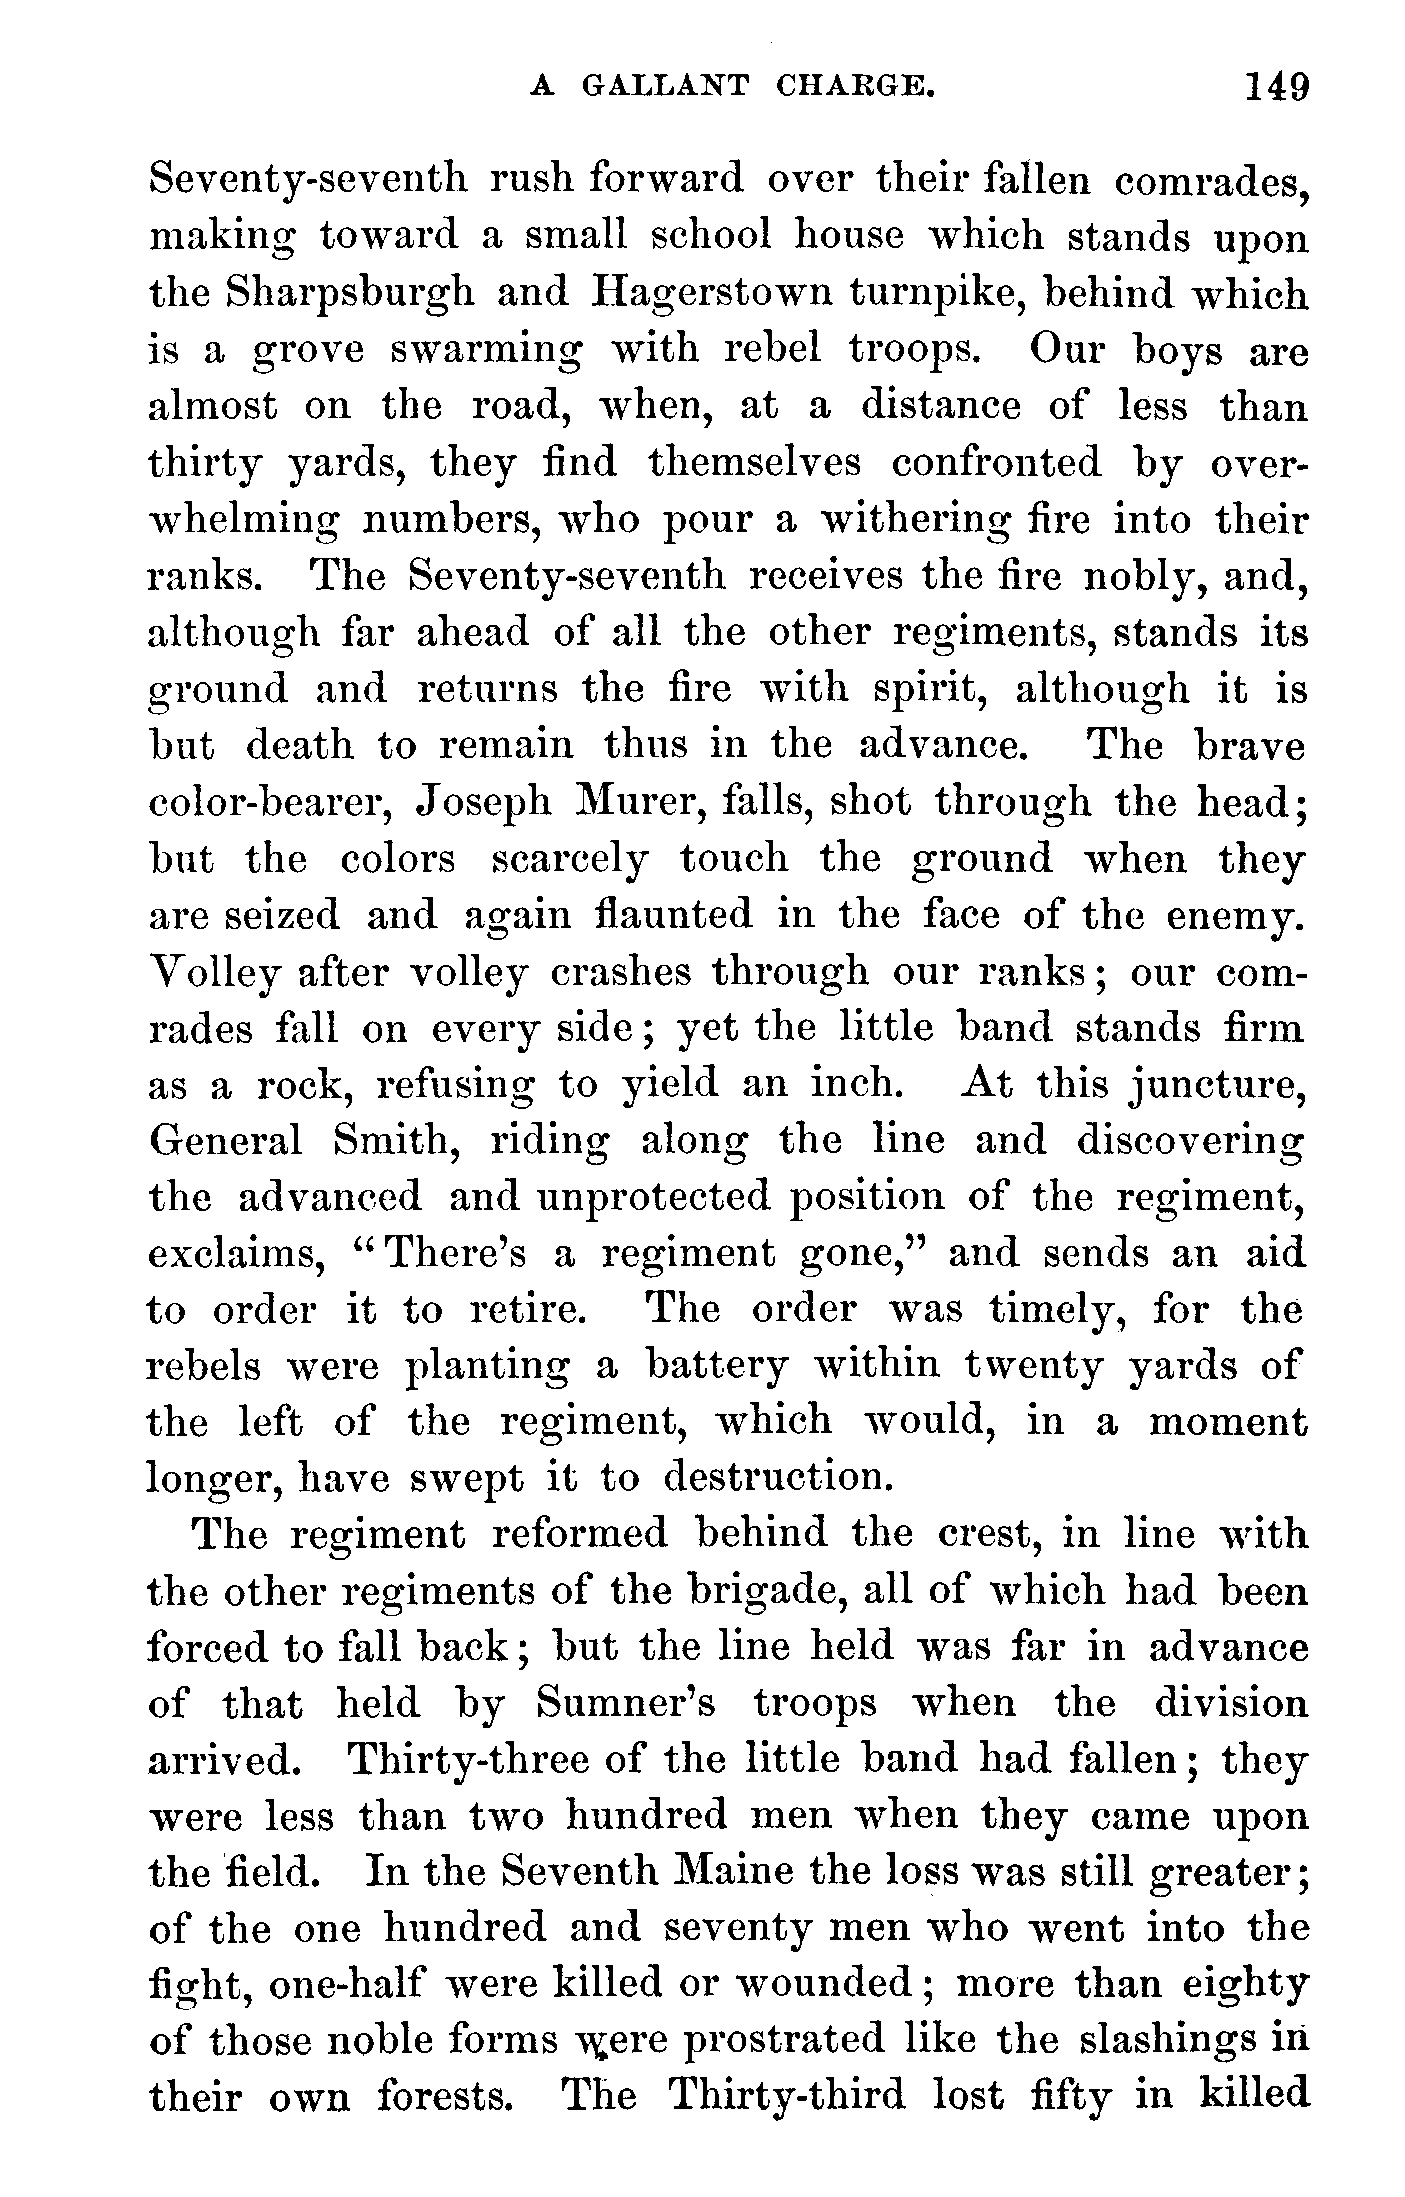 A GALLANT CHARGE. 149
Seventy-seventh rush forward over their fallen comrades,
making toward a small school house which stands upon
the Sharpsburgh and Hagerstown turnpike, behind which
is a grove swarming with rebel troops. Our boys are
almost on the road, when, at a distance of less than
thirty yards, they find themselves confronted by over-
whelming numbers, who pour a withering fire into their
ranks. The Seventy-seventh receives the fire nobly, and,
although far ahead of all the other regiments, stands its
ground and returns the fire with spirit, although it is
but death to remain thus in the advance. The brave
color-bearer, Joseph Murer, falls, shot through the head;
but the colors scarcely touch the ground when they
are seized and again flaunted in the face of the enemy.
Volley after volley crashes through our ranks; our com-
rades fall on every side; yet the little band stands firm
as a rock, refusing to yield an inch. At this juncture,
General Smith, riding along the line and discovering
the advanced and unprotected position of the regiment,
exclaims, "There's a regiment gone," and sends an aid
to order it to retire. The order was timely, for the
rebels were planting a battery within twenty yards of
the left of the regiment, which would, in a moment
longer, have swept it to destruction.
The regiment reformed behind the crest, in line with
the other regiments of the brigade, all of which had been
forced to fall back; but the line held was far in advance
of that held by Sumner's troops when the division
arrived. Thirty-three of the little band had fallen; they
were less than two hundred men when they came upon
the field. In the Seventh Maine the loss was still greater;
of the one hundred and seventy men who went into the
fight, one-half were killed or wounded; more than eighty
of those noble forms were prostrated like the slashings in
their own forests. The Thirty-third lost fifty in killed